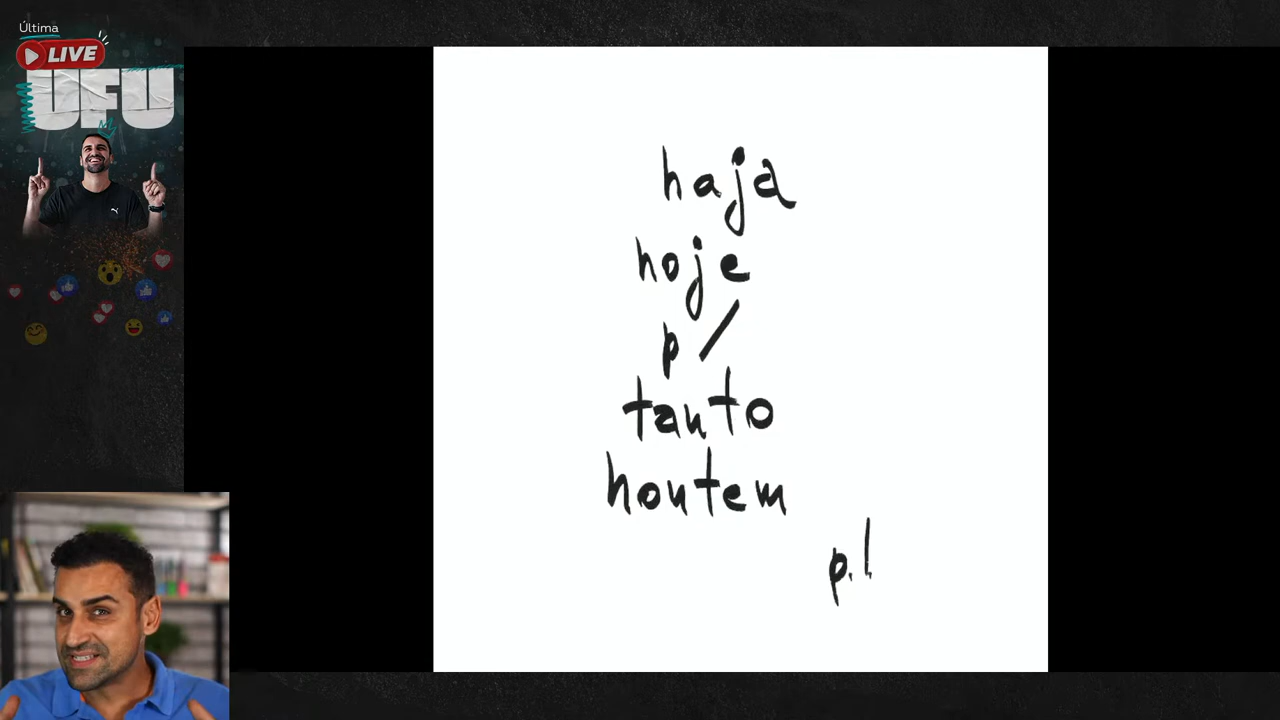 Última
LIVE
UFU
haja
hoje
p/
tanto
hontem
p.l.